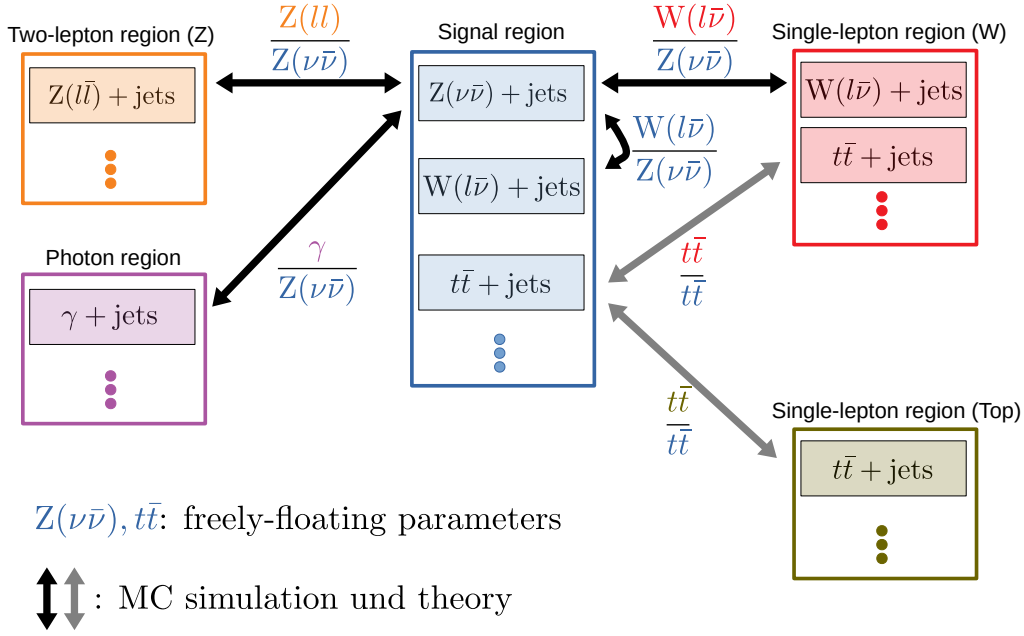 Two-lepton region (Z)
Z(ll̄) + jets
Z(ll)
Z(νν̄)
Signal region
Z(νν̄) + jets
W(lν̄) + jets
tt̄ + jets
W(lν̄)
Z(νν̄)
W(lν̄)
Z(νν̄)
Single-lepton region (W)
W(lν̄) + jets
tt̄ + jets
Photon region
γ + jets
γ
Z(νν̄)
tt̄
tt̄
tt̄
tt̄
Single-lepton region (Top)
tt̄ + jets
Z(νν̄), tt̄: freely-floating parameters
: MC simulation und theory